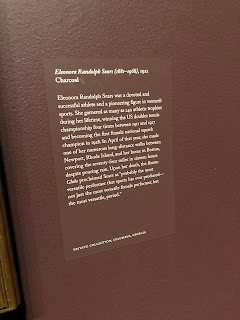 Eleonora Randolph Sears (1881–1968), 1921
Charcoal
Eleonora Randolph Sears was a devoted and
successful athlete and a pioneering figure in women's
sports. She garnered as many as 240 athletic trophies
during her lifetime, winning the US doubles tennis
championship four times between 1911 and 1917
and becoming the first female national squash
champion in 1928. In April of that year, she made
one of her numerous long-distance walks between
Newport, Rhode Island, and her home in Boston,
covering the seventy-four miles in sixteen hours
despite pouring rain. Upon her death, the Boston
Globe proclaimed Sears as "probably the most
versatile performer that sports has ever produced—
not just the most versatile female performer, but
the most versatile, period."
PRIVATE COLLECTION, EDGEMERE, NEBRASKA